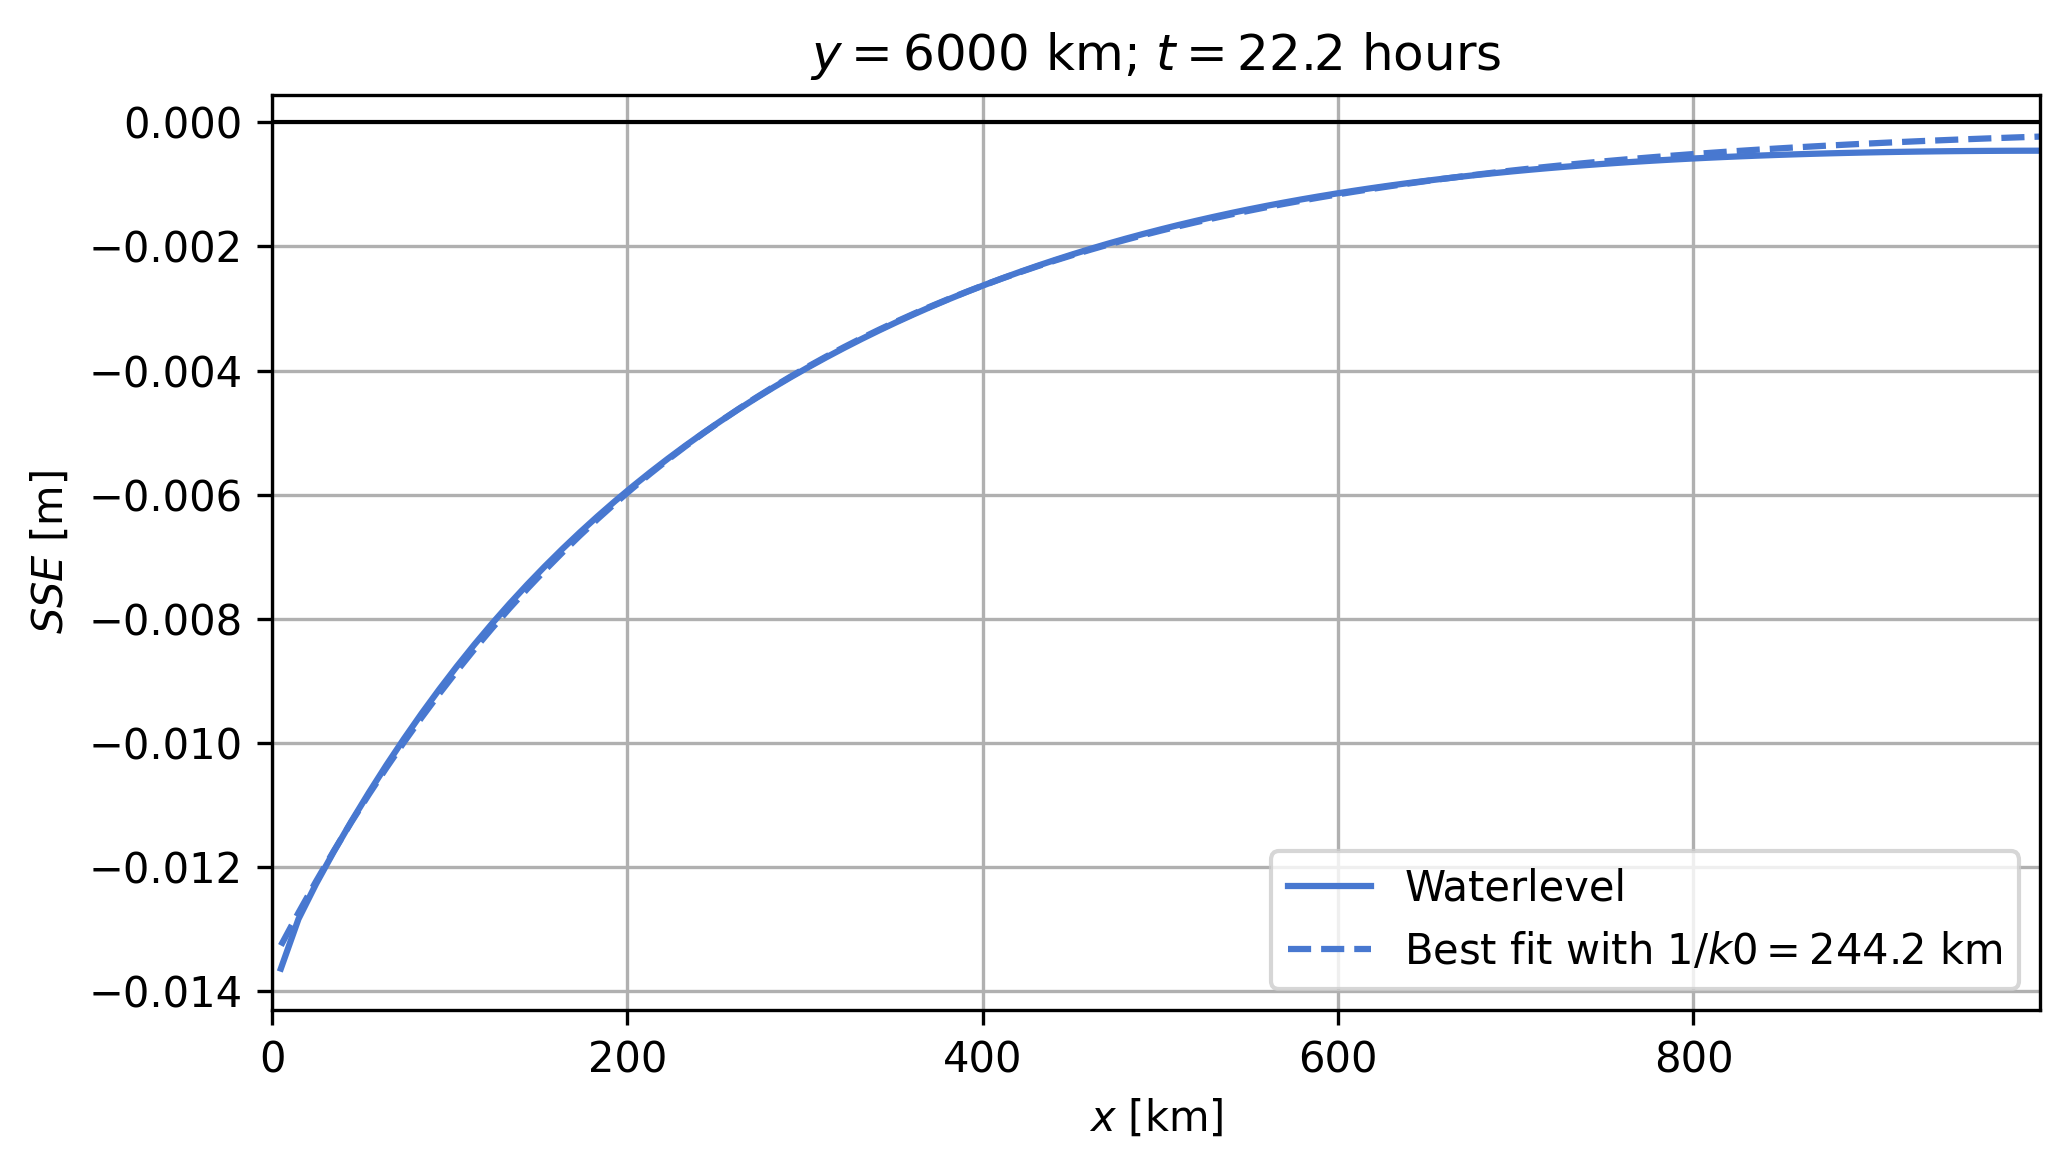 y = 6000 km; t = 22.2 hours
0.000
−0.002
−0.004
−0.006
−0.008
−0.010
−0.012
−0.014
SSE [m]
Waterlevel
Best fit with 1/k0 = 244.2 km
0 200 400 600 800
x [km]